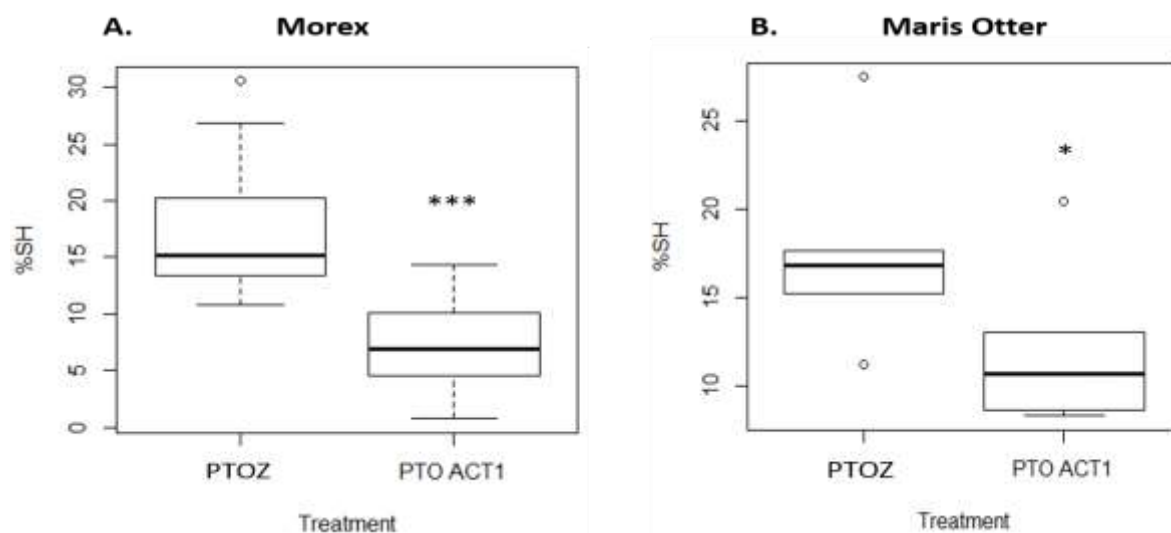 A. Morex
30
25
20
15
10
5
0
%SH
***
PTOZ PTO ACT1
Treatment
B. Maris Otter
25
20
15
10
%SH
*
PTOZ PTO ACT1
Treatment